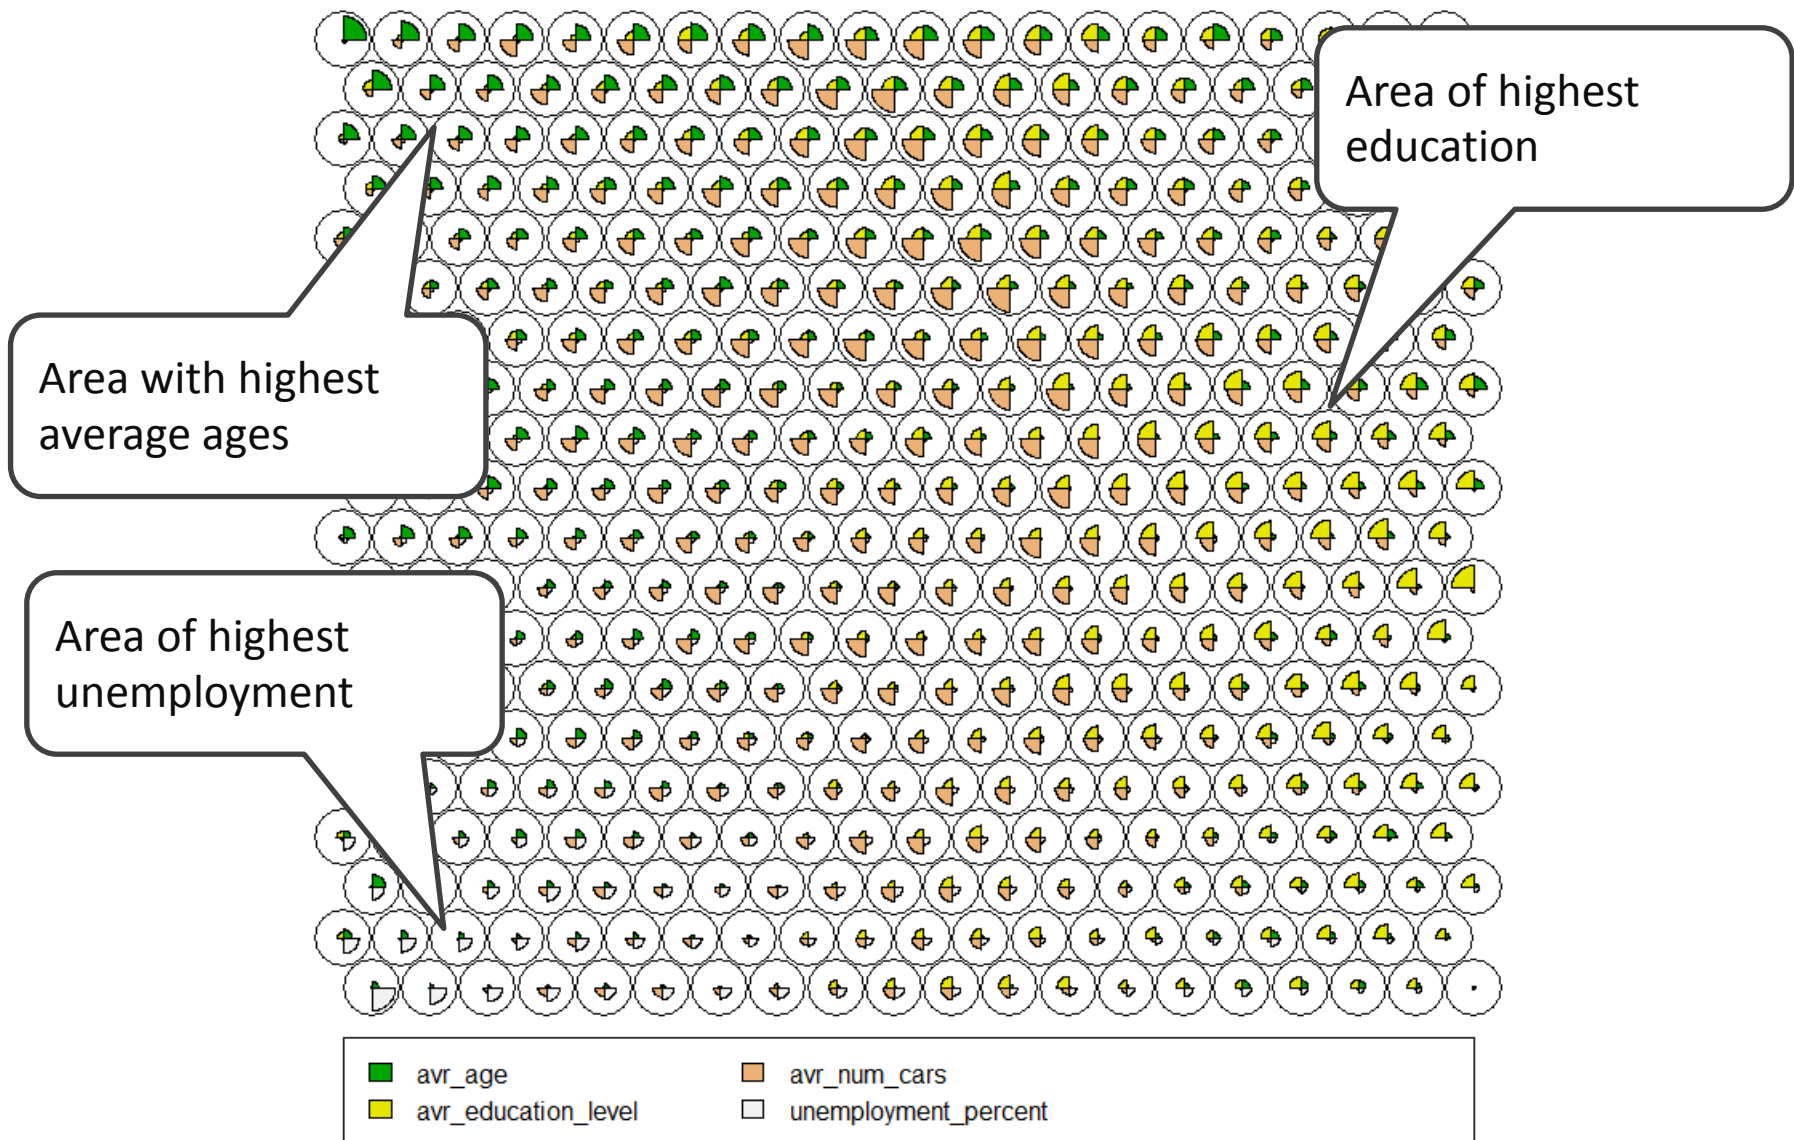 Area of highest
education
Area with highest
average ages
Area of highest
unemployment
avr_age
avr_num_cars
avr_education_level
unemployment_percent